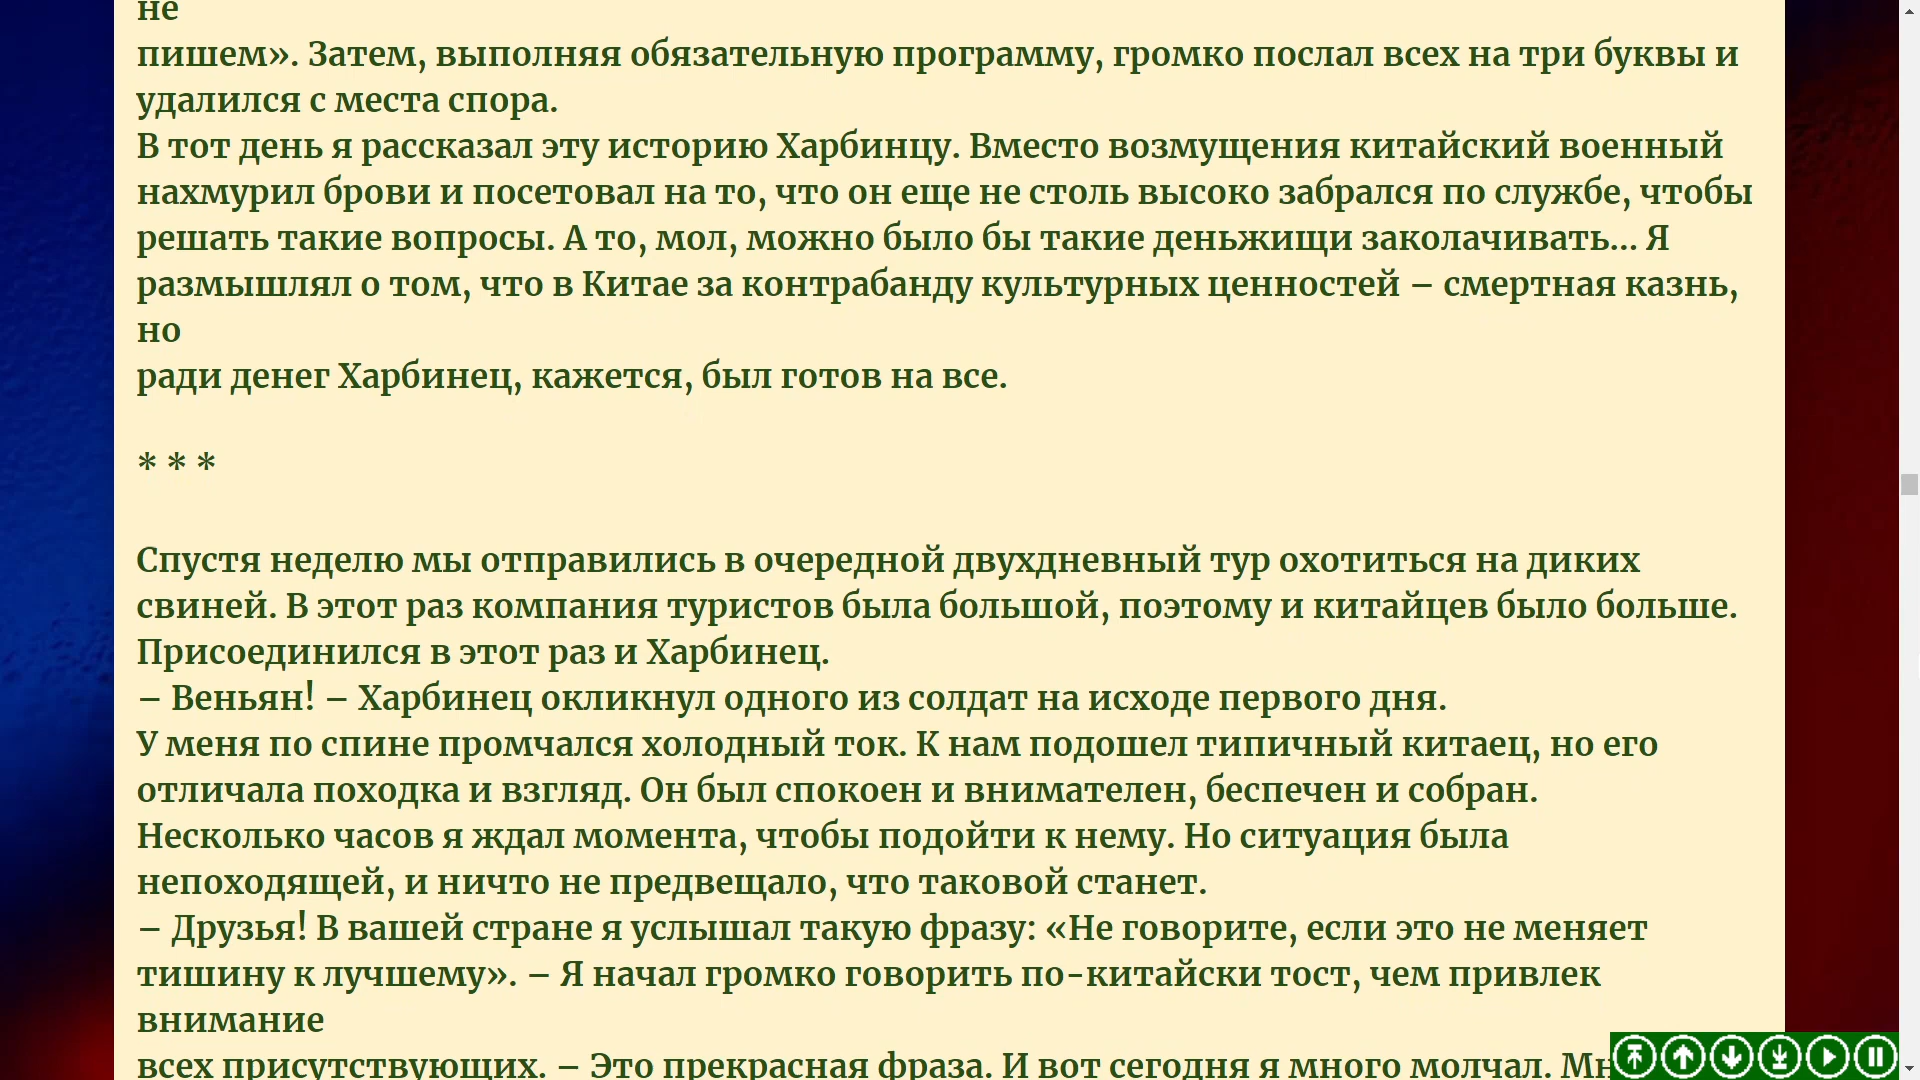 не
пишем». Затем, выполняя обязательную программу, громко послал всех на три буквы и
удалился с места спора.
В тот день я рассказал эту историю Харбинцу. Вместо возмущения китайский военный
нахмурил брови и посетовал на то, что он еще не столь высоко забрался по службе, чтобы
решать такие вопросы. А то, мол, можно было бы такие деньжищи заколачивать... Я
размышлял о том, что в Китае за контрабанду культурных ценностей – смертная казнь,
но
ради денег Харбинец, кажется, был готов на все.
* * *
Спустя неделю мы отправились в очередной двухдневный тур охотиться на диких
свиней. В этот раз компания туристов была большой, поэтому и китайцев было больше.
Присоединился в этот раз и Харбинец.
– Веньян! – Харбинец окликнул одного из солдат на исходе первого дня.
У меня по спине промчался холодный ток. К нам подошел типичный китаец, но его
отличала походка и взгляд. Он был спокоен и внимателен, беспечен и собран.
Несколько часов я ждал момента, чтобы подойти к нему. Но ситуация была
непоходящей, и ничто не предвещало, что таковой станет.
– Друзья! В вашей стране я услышал такую фразу: «Не говорите, если это не меняет
тишину к лучшему». – Я начал громко говорить по-китайски тост, чем привлек
внимание
всех присутствующих. – Это прекрасная фраза. И вот сегодня я много молчал.